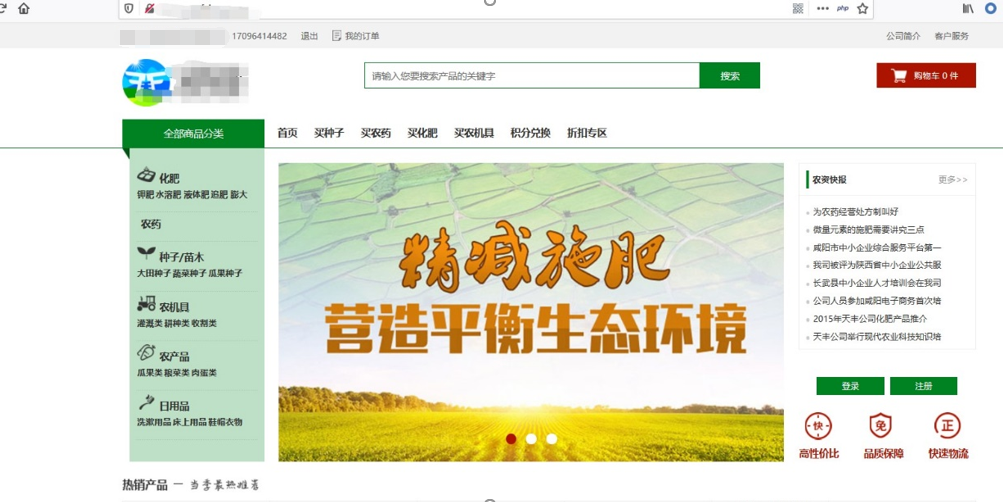 php
17096414482 退出 我的订单 公司简介 客户服务
请输入您要搜索产品的关键字 搜索 购物车 0 件
全部商品分类 首页 买种子 买农药 买化肥 买农机具 积分兑换 折扣专区
化肥
钾肥 水溶肥 液体肥 追肥 膨大
农药
种子/苗木
大田种子 蔬菜种子 瓜果种子
农机具
灌溉类 耕种类 收割类
农产品
瓜果类 粮菜类 肉蛋类
日用品
洗漱用品 床上用品 鞋帽衣物
精减施肥
营造平衡生态环境
农资快报 更多>>
为农药经营处方制叫好
微量元素的施肥需要讲究三点
咸阳市中小企业综合服务平台第一
我司被评为陕西省中小企业公共服
长武县中小企业人才培训会在我司
公司人员参加咸阳电子商务首次培
2015年天丰公司化肥产品推介
天丰公司举行现代农业科技知识培
登录 注册
快 免 正
高性价比 品质保障 快速物流
热销产品 — 当季最热推荐